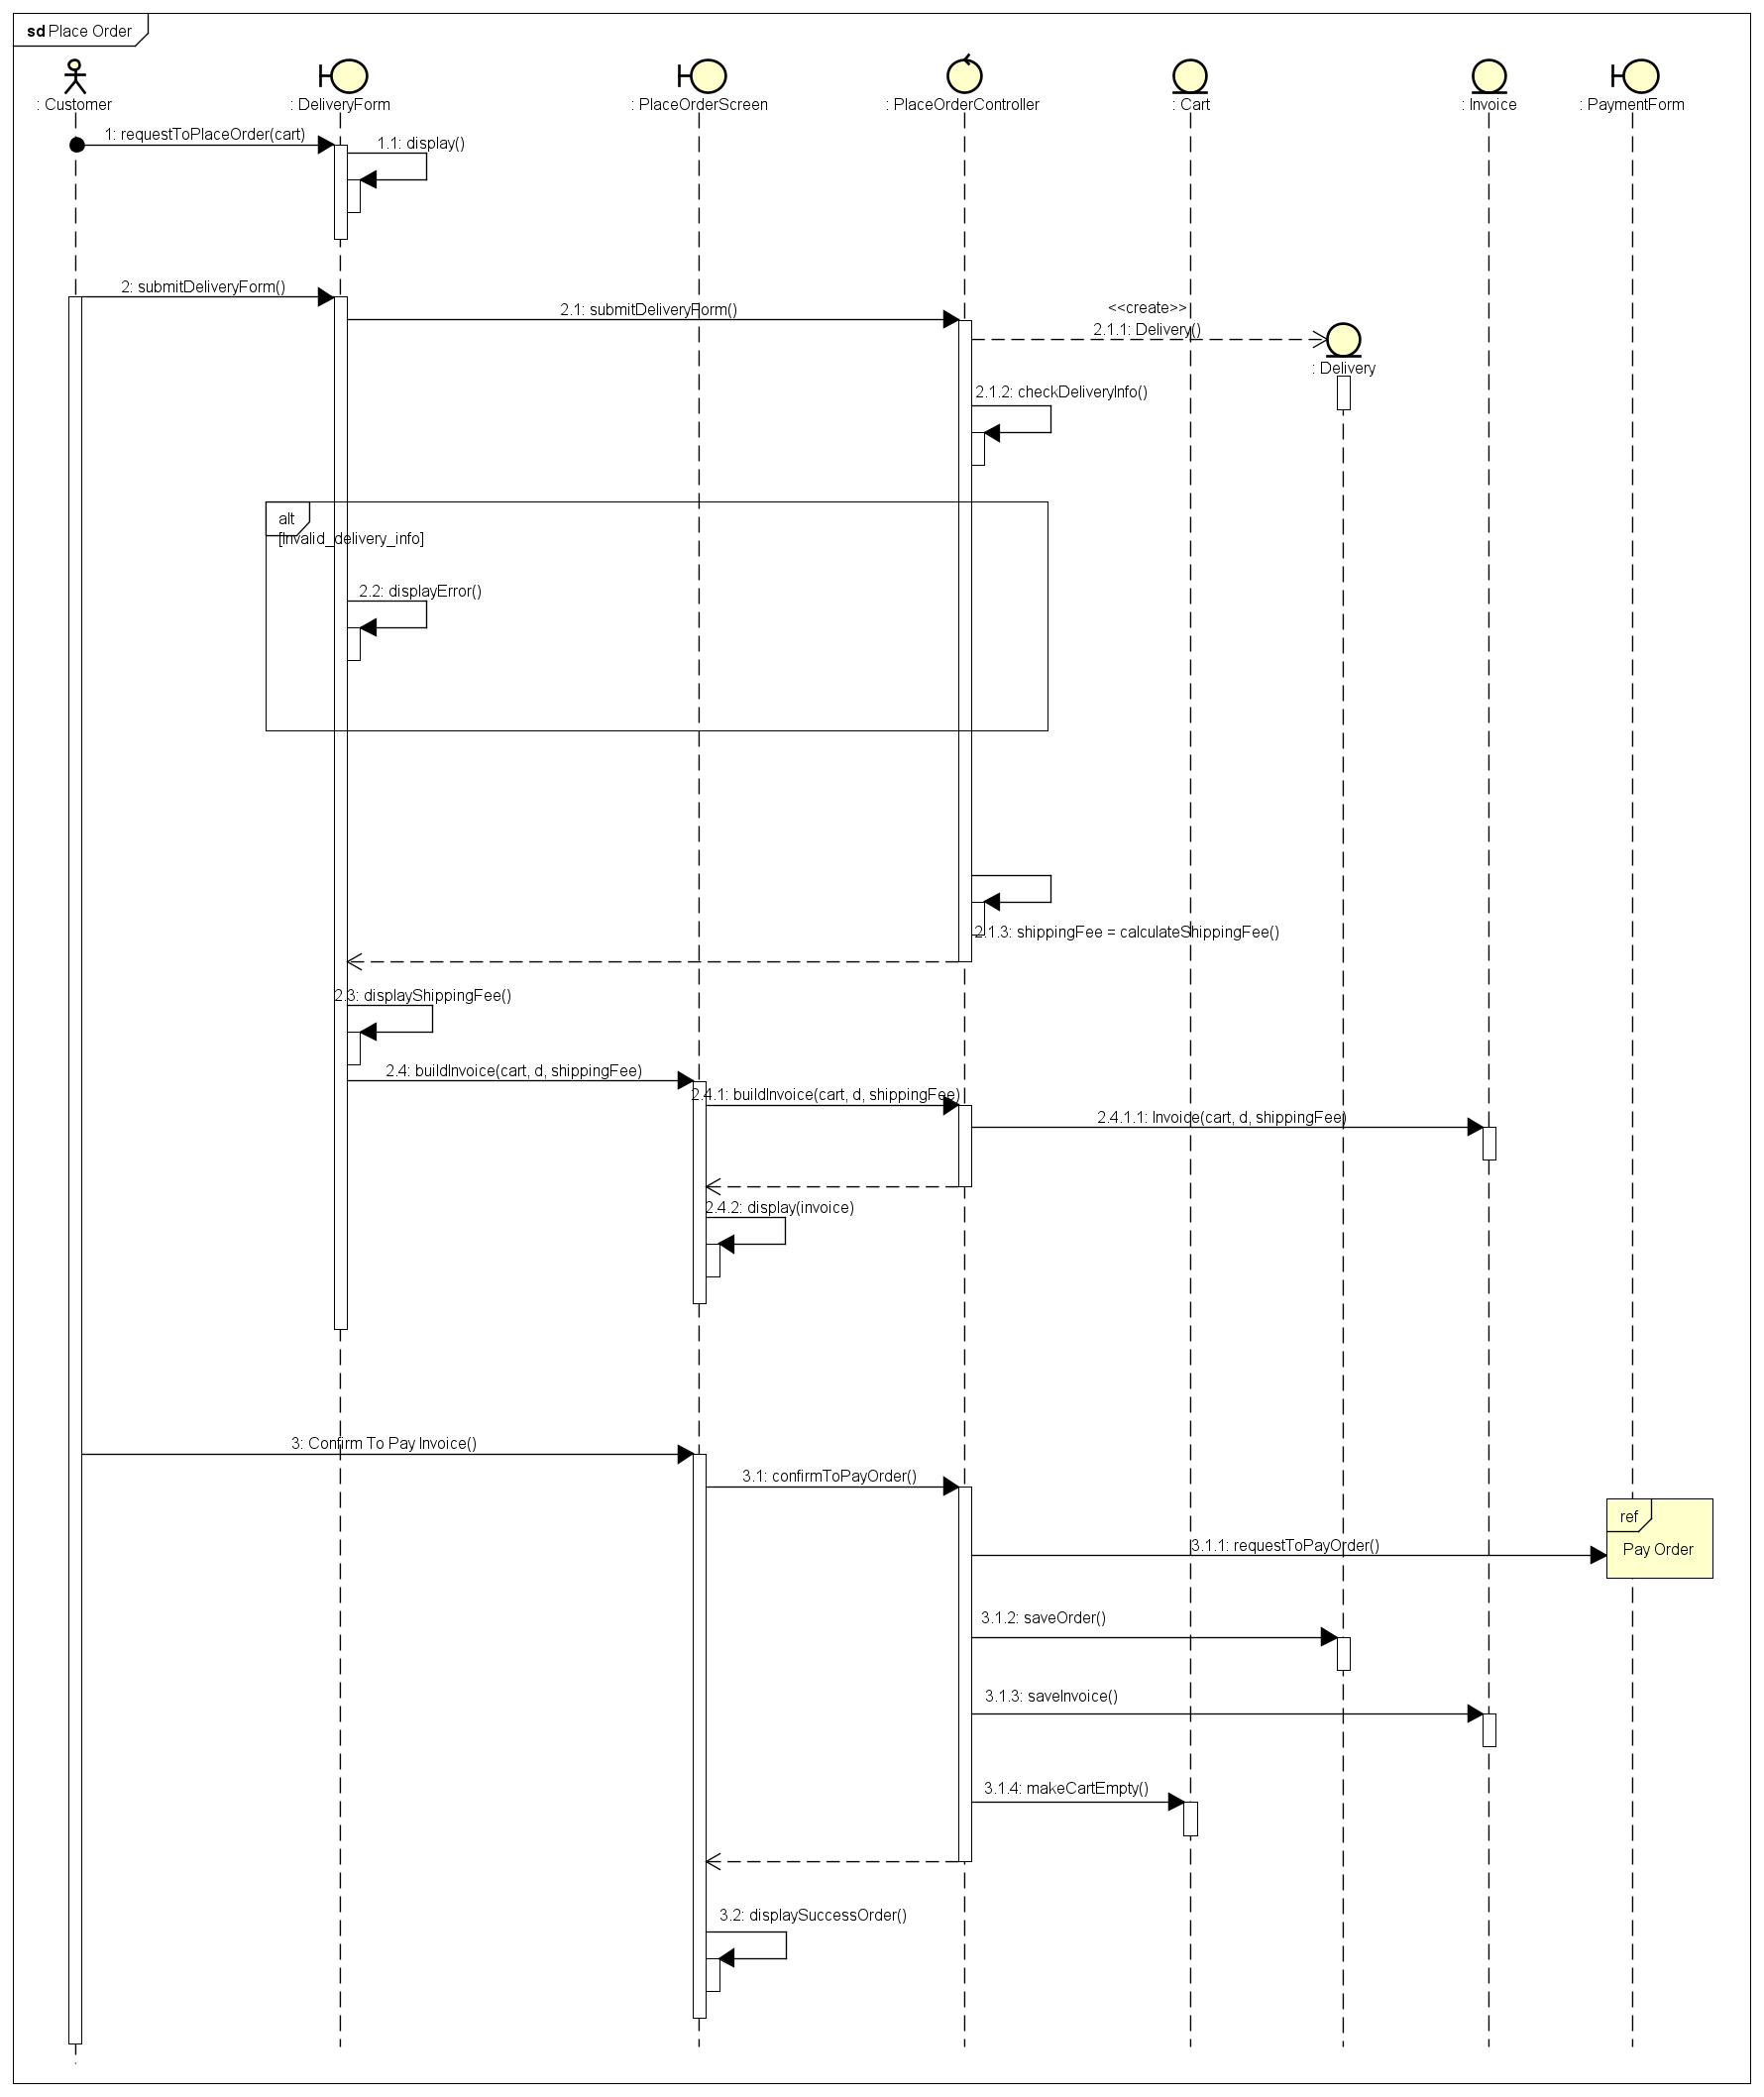 sd Place Order
: Customer
: DeliveryForm
: PlaceOrderScreen
: PlaceOrderController
: Cart
: Invoice
: PaymentForm
1: requestToPlaceOrder(cart)
1.1: display()
2: submitDeliveryForm()
2.1: submitDeliveryForm()
<<create>>
2.1.1: Delivery()
: Delivery
2.1.2: checkDeliveryInfo()
alt
[Invalid_delivery_info]
2.2: displayError()
2.1.3: shippingFee = calculateShippingFee()
2.3: displayShippingFee()
2.4: buildInvoice(cart, d, shippingFee)
2.4.1: buildInvoice(cart, d, shippingFee)
2.4.1.1: Invoice(cart, d, shippingFee)
2.4.2: display(invoice)
3: Confirm To Pay Invoice()
3.1: confirmToPayOrder()
ref
3.1.1: requestToPayOrder()
Pay Order
3.1.2: saveOrder()
3.1.3: saveInvoice()
3.1.4: makeCartEmpty()
3.2: displaySuccessOrder()